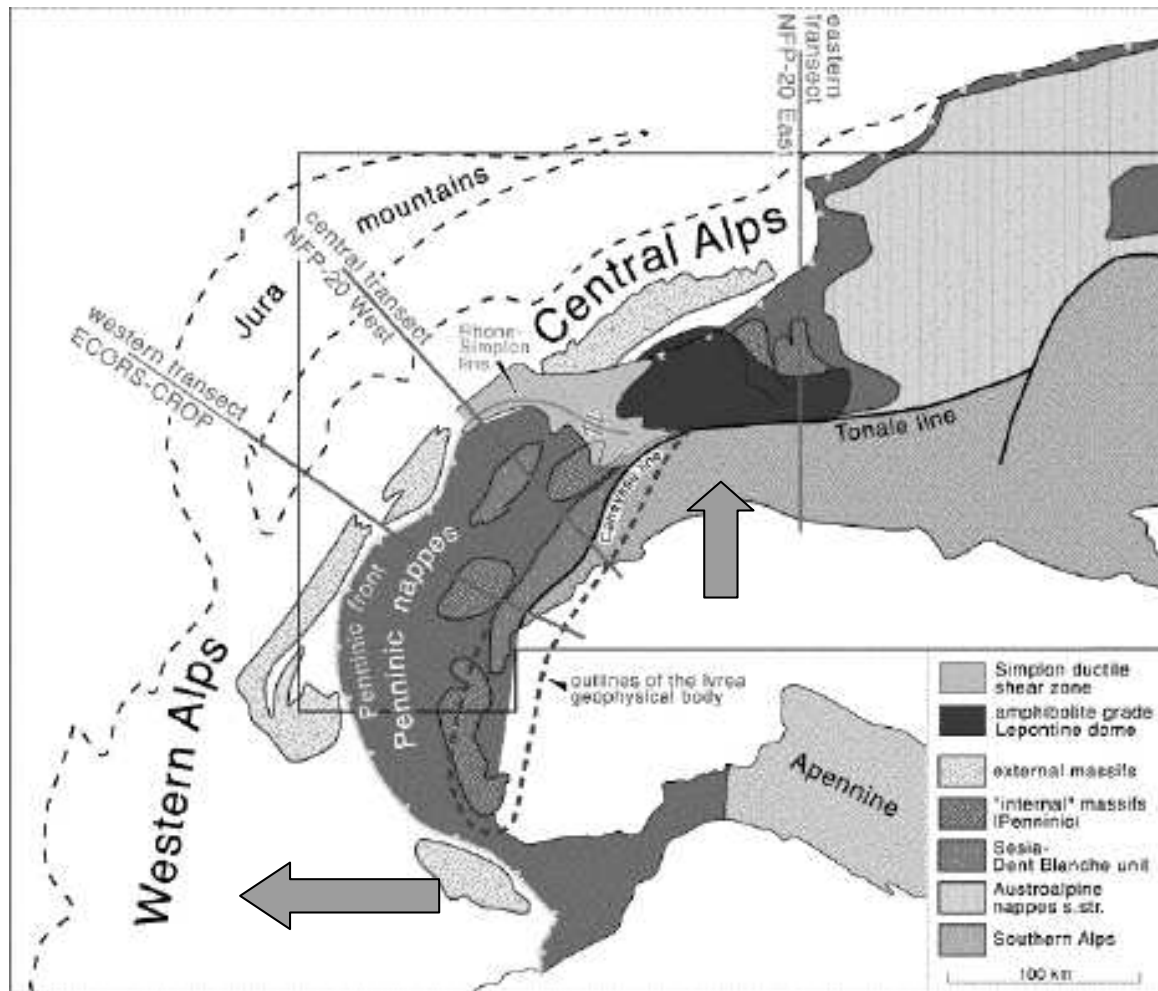 eastern
transect
NFP-20 East
Jura
mountains
central transect
NFP-20 West
Central Alps
western transect
ECORS-CROP
Rhone-
Simplon
line
Tonale line
Canavese line
Penninic front
Penninic nappes
Western Alps
outlines of the Ivrea
geophysical body
Apennine
Simplon ductile
shear zone
amphibolite grade
Lepontine dome
external massifs
"internal" massifs
(Penninic)
Sesia-
Dent Blanche unit
Austroalpine
nappes s.str.
Southern Alps
100 km